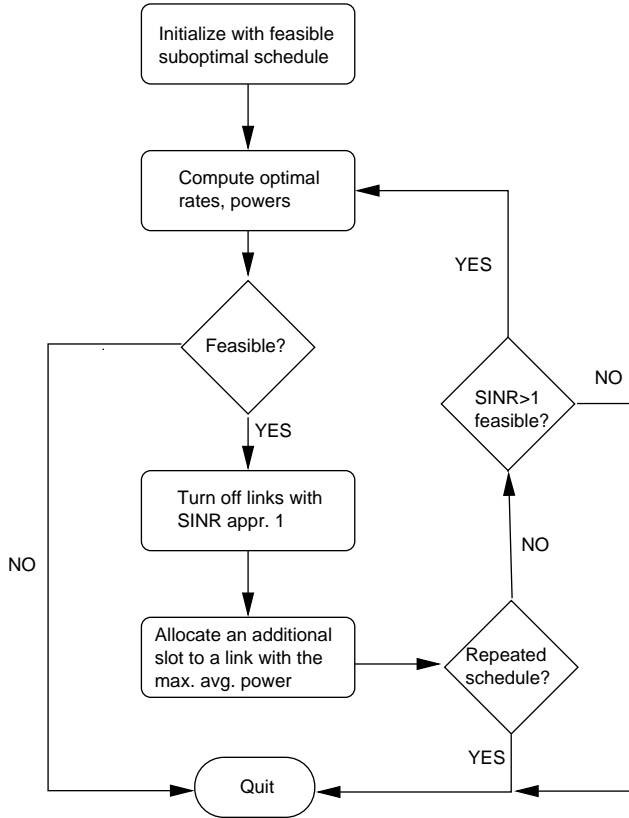 Initialize with feasible
suboptimal schedule
Compute optimal
rates, powers
YES
Feasible?
NO
SINR>1
feasible?
YES
Turn off links with
SINR appr. 1
NO
NO
Allocate an additional
slot to a link with the
max. avg. power
Repeated
schedule?
YES
Quit